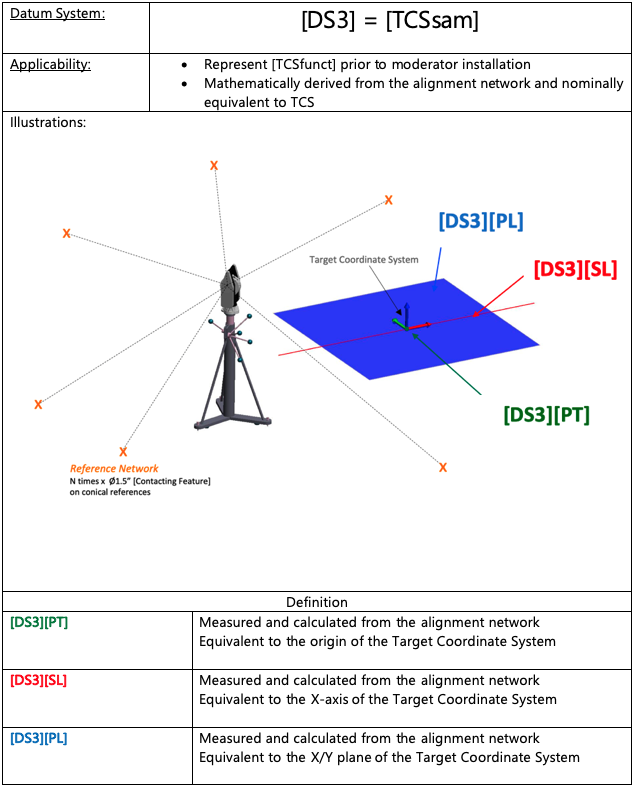 Datum System:
[DS3] = [TCSsam]
Applicability:
• Represent [TCSfunct] prior to moderator installation
• Mathematically derived from the alignment network and nominally
equivalent to TCS
Illustrations:
X
X
X
[DS3][PL]
Target Coordinate System
[DS3][SL]
X
[DS3][PT]
X
X
Reference Network
N times x Ø1.5" [Contacting Feature]
on conical references
Definition
[DS3][PT]
Measured and calculated from the alignment network
Equivalent to the origin of the Target Coordinate System
[DS3][SL]
Measured and calculated from the alignment network
Equivalent to the X-axis of the Target Coordinate System
[DS3][PL]
Measured and calculated from the alignment network
Equivalent to the X/Y plane of the Target Coordinate System